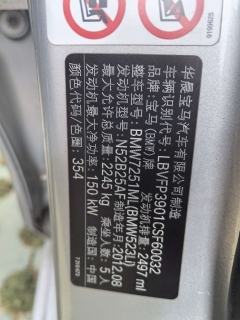 华晨宝马汽车有限公司制造
车辆识别代号: LBVFP3901CSF60032
品牌: 宝马(BMW)牌 发动机排量: 2497 ml
整车型号: BMW7251ML(BMW523Li)
发动机型号: N52B25AF 制造年月: 2012.08
最大允许总质量: 2245 kg 乘坐人数: 5 人
发动机最大净功率: 150 kW 制造国: 中国
颜色代码/色圈: 354